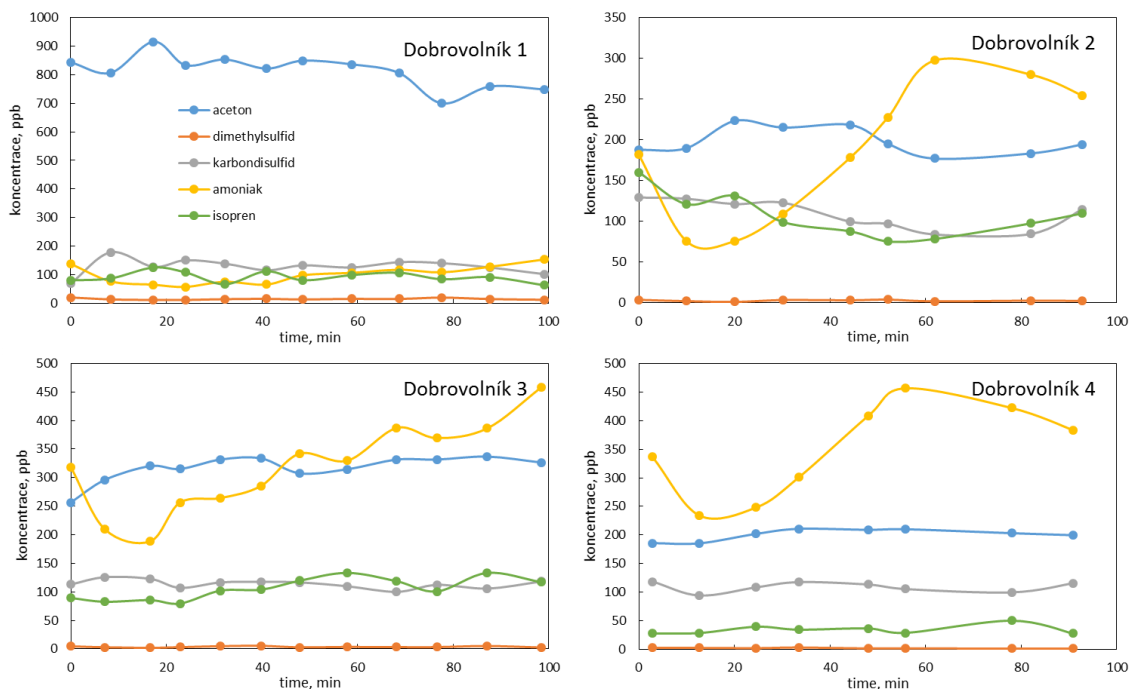 Dobrovolník 1
koncentrace, ppb
1000
900
800
700
600
500
400
300
200
100
0
aceton
dimethylsulfid
karbondisulfid
amoniak
isopren
0 20 40 60 80 100
time, min
Dobrovolník 2
koncentrace, ppb
350
300
250
200
150
100
50
0
0 20 40 60 80 100
time, min
Dobrovolník 3
koncentrace, ppb
500
450
400
350
300
250
200
150
100
50
0
0 20 40 60 80 100
time, min
Dobrovolník 4
koncentrace, ppb
500
450
400
350
300
250
200
150
100
50
0
0 20 40 60 80 100
time, min